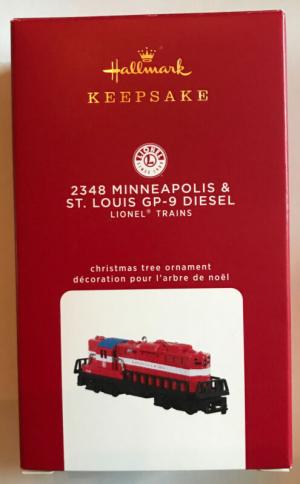 Hallmark
KEEPSAKE
LIONEL
L
2348 MINNEAPOLIS &
ST. LOUIS GP-9 DIESEL
LIONEL® TRAINS
christmas tree ornament
décoration pour l'arbre de noël